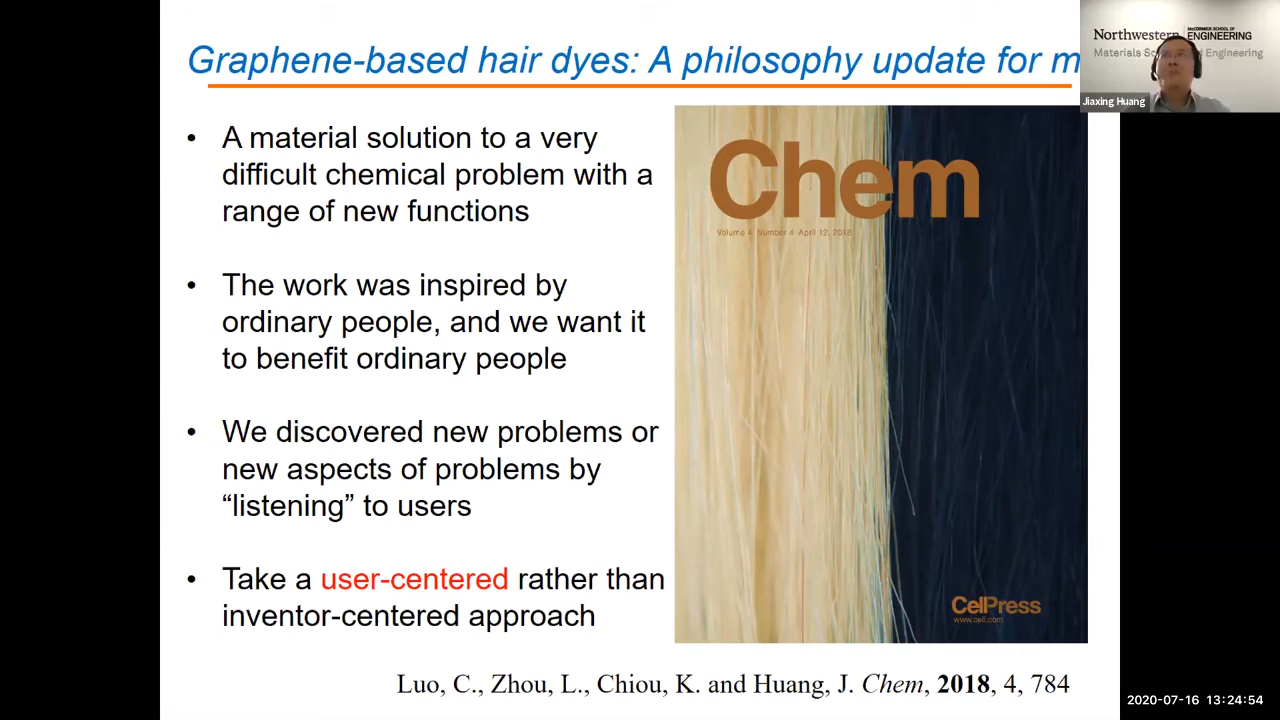 Graphene-based hair dyes: A philosophy update for m
Northwestern
McCORMICK SCHOOL OF
ENGINEERING
Materials Sc
Engineering
Jiaxing Huang
• A material solution to a very
difficult chemical problem with a
range of new functions
• The work was inspired by
ordinary people, and we want it
to benefit ordinary people
• We discovered new problems or
new aspects of problems by
“listening” to users
• Take a user-centered rather than
inventor-centered approach
Chem
Volume 4 Number 4 April 12, 2018
CellPress
www.cell.com
Luo, C., Zhou, L., Chiou, K. and Huang, J. Chem, 2018, 4, 784
2020-07-16 13:24:54